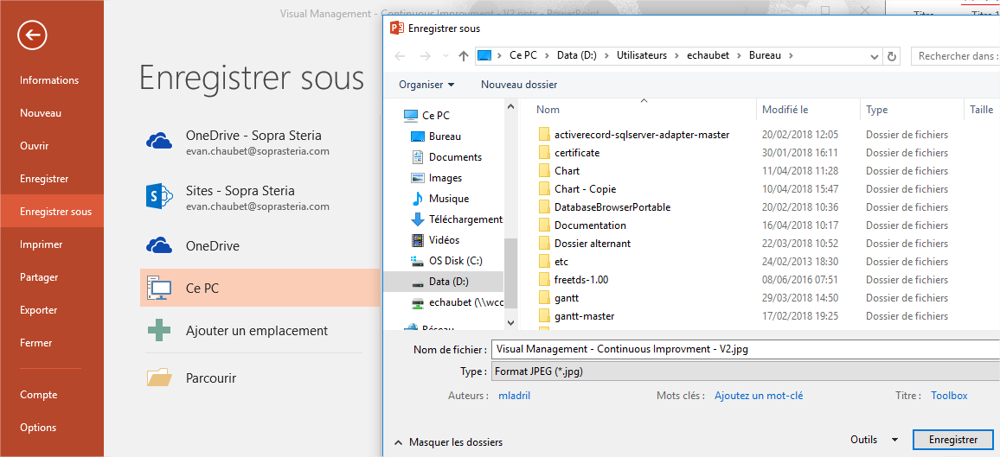 Visual Management - Continuous Improvment - V2.pptx - PowerPoint
Titre
Titre 1
Informations
Nouveau
Ouvrir
Enregistrer
Enregistrer sous
Imprimer
Partager
Exporter
Fermer
Compte
Options
Enregistrer sous
OneDrive - Sopra Steria
evan.chaubet@soprasteria.com
Sites - Sopra Steria
evan.chaubet@soprasteria.com
OneDrive
Ce PC
Ajouter un emplacement
Parcourir
Enregistrer sous
Ce PC > Data (D:) > Utilisateurs > echaubet > Bureau >
Rechercher dans :
Organiser
Nouveau dossier
Ce PC
Bureau
Documents
Images
Musique
Téléchargement
Vidéos
OS Disk (C:)
Data (D:)
echaubet (\\wcc
Réseau
Nom Modifié le Type Taille
activerecord-sqlserver-adapter-master 20/02/2018 12:05 Dossier de fichiers
certificate 30/01/2018 16:11 Dossier de fichiers
Chart 11/04/2018 11:28 Dossier de fichiers
Chart - Copie 10/04/2018 15:47 Dossier de fichiers
DatabaseBrowserPortable 20/02/2018 10:36 Dossier de fichiers
Documentation 16/04/2018 10:17 Dossier de fichiers
Dossier alternant 22/03/2018 10:52 Dossier de fichiers
etc 24/02/2013 18:30 Dossier de fichiers
freetds-1.00 08/06/2016 07:51 Dossier de fichiers
gantt 29/03/2018 14:50 Dossier de fichiers
gantt-master 17/02/2018 19:25 Dossier de fichiers
Nom de fichier : Visual Management - Continuous Improvment - V2.jpg
Type : Format JPEG (*.jpg)
Auteurs : mladril Mots clés : Ajoutez un mot-clé Titre : Toolbox
Masquer les dossiers
Outils
Enregistrer